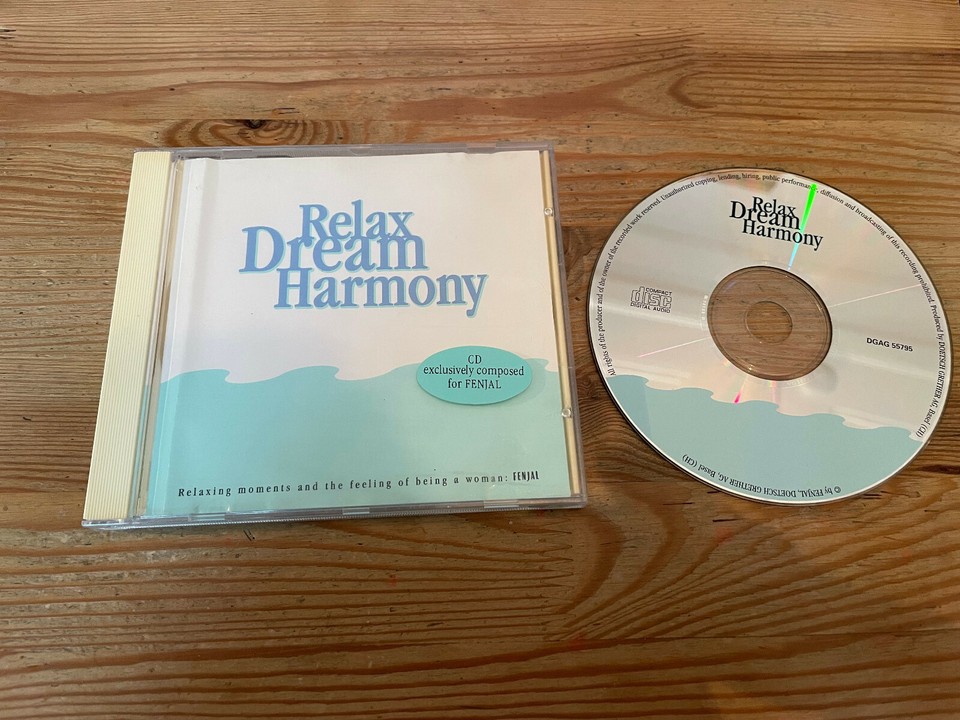 Relax
Dream
Harmony
CD
exclusively composed
for FENJAL
Relaxing moments and the feeling of being a woman: FENJAL
All rights of the producer and of the owner of the recorded work reserved. Unauthorized copying, lending, hiring, public performance, diffusion and broadcasting of this recording prohibited. Produced by DOETSCH GRETHER AG, Basel (CH)
Relax
Dream
Harmony
COMPACT
disc
DIGITAL AUDIO
DGAG 55795
© by FENJAL, DOETSCH GRETHER AG, Basel (CH)